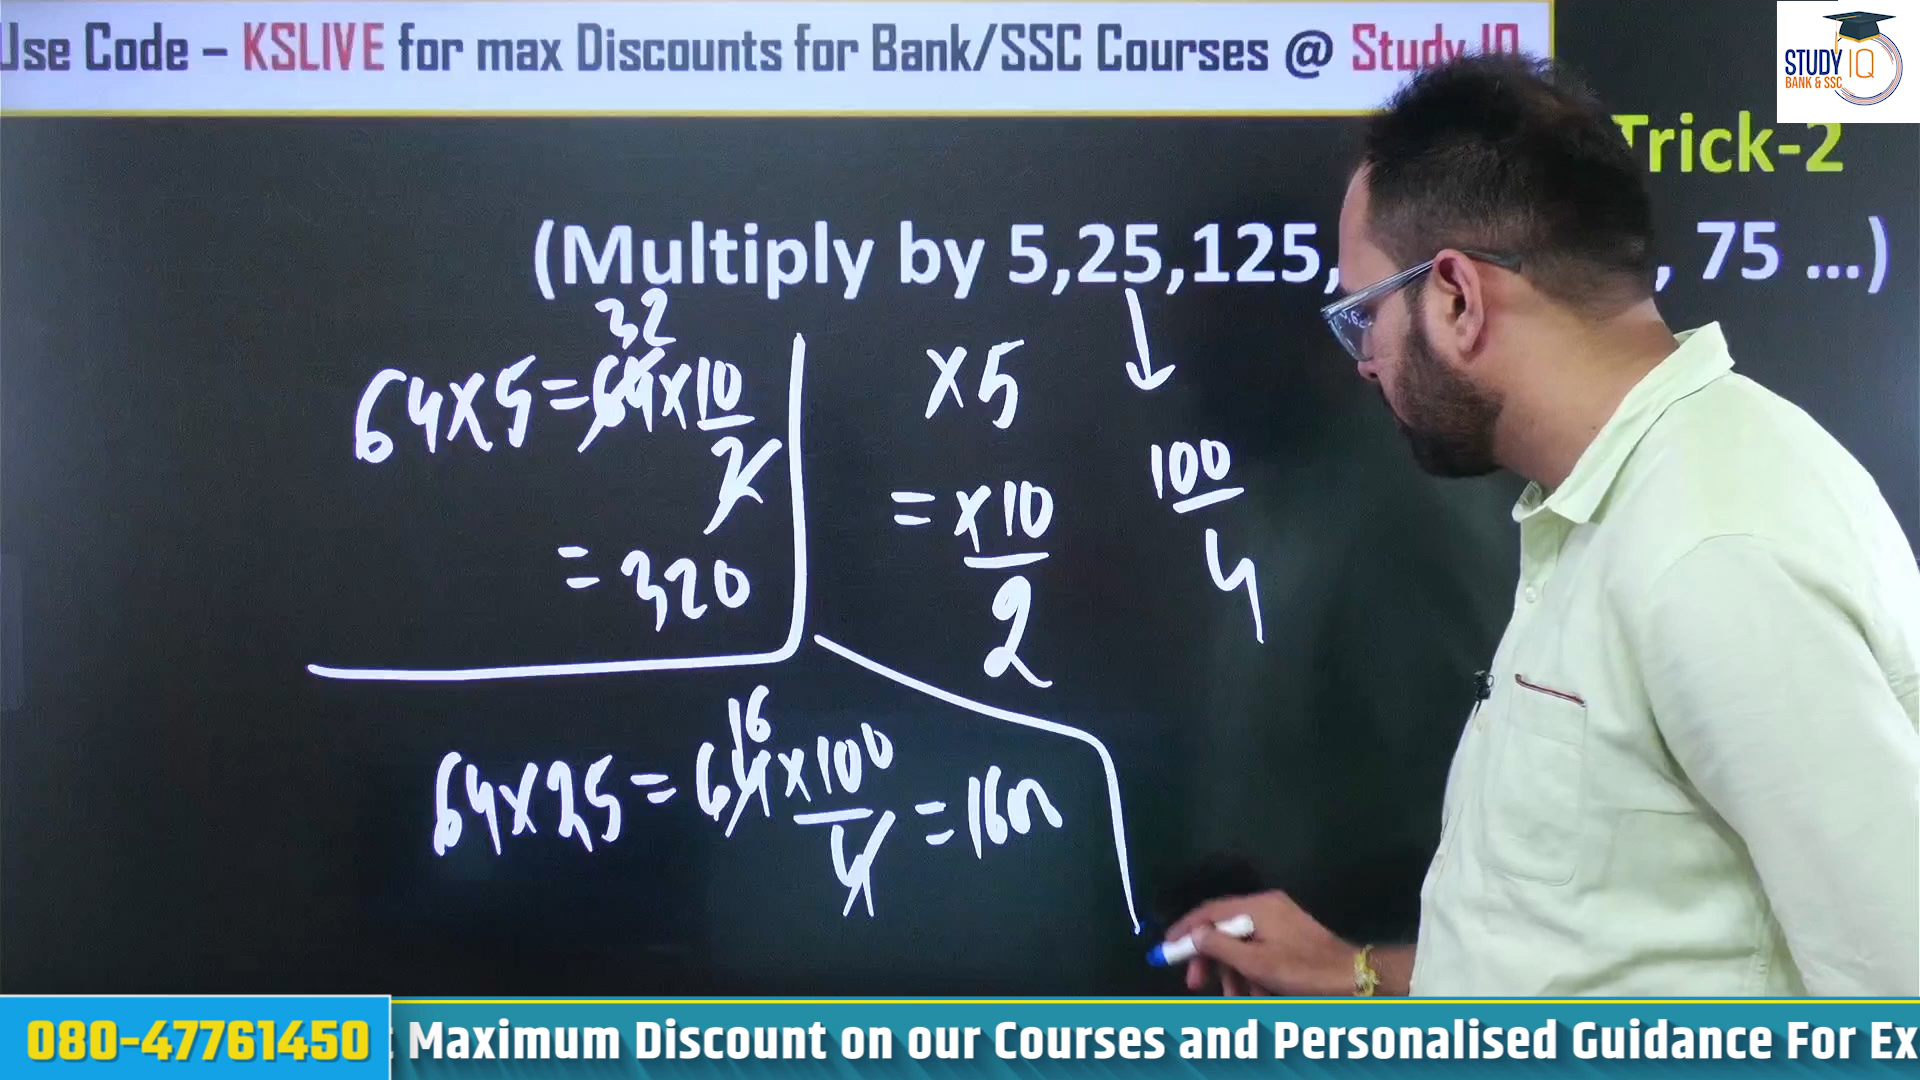 Use Code – KSLIVE for max Discounts for Bank/SSC Courses @ Study IQ
STUDY IQ
BANK & SSC
Trick-2
(Multiply by 5,25,125, , 75 ...)
32
64×5=64×10
2
= 320
×5
= ×10
2
100
4
16
64×25=64×100
4
=1600
080-47761450
Maximum Discount on our Courses and Personalised Guidance For Ex